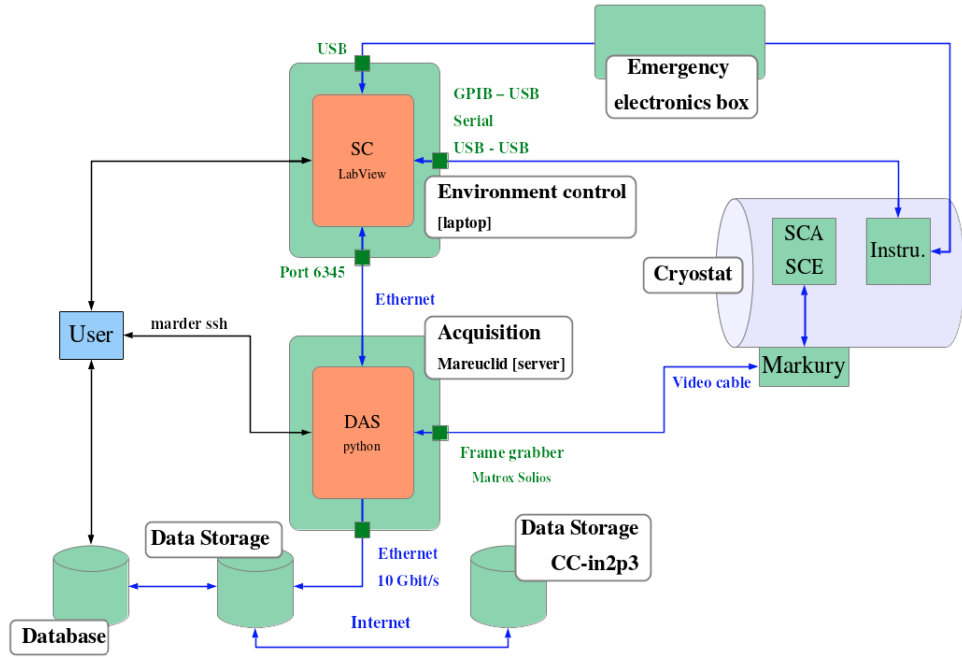 USB
Emergency
electronics box
GPIB – USB
Serial
USB - USB
SC
LabView
Environment control
[laptop]
SCA
SCE
Instru.
Cryostat
Port 6345
Ethernet
User
marder ssh
Acquisition
Mareuclid [server]
Markury
Video cable
DAS
python
Frame grabber
Matrox Solios
Data Storage
Ethernet
10 Gbit/s
Data Storage
CC-in2p3
Database
Internet